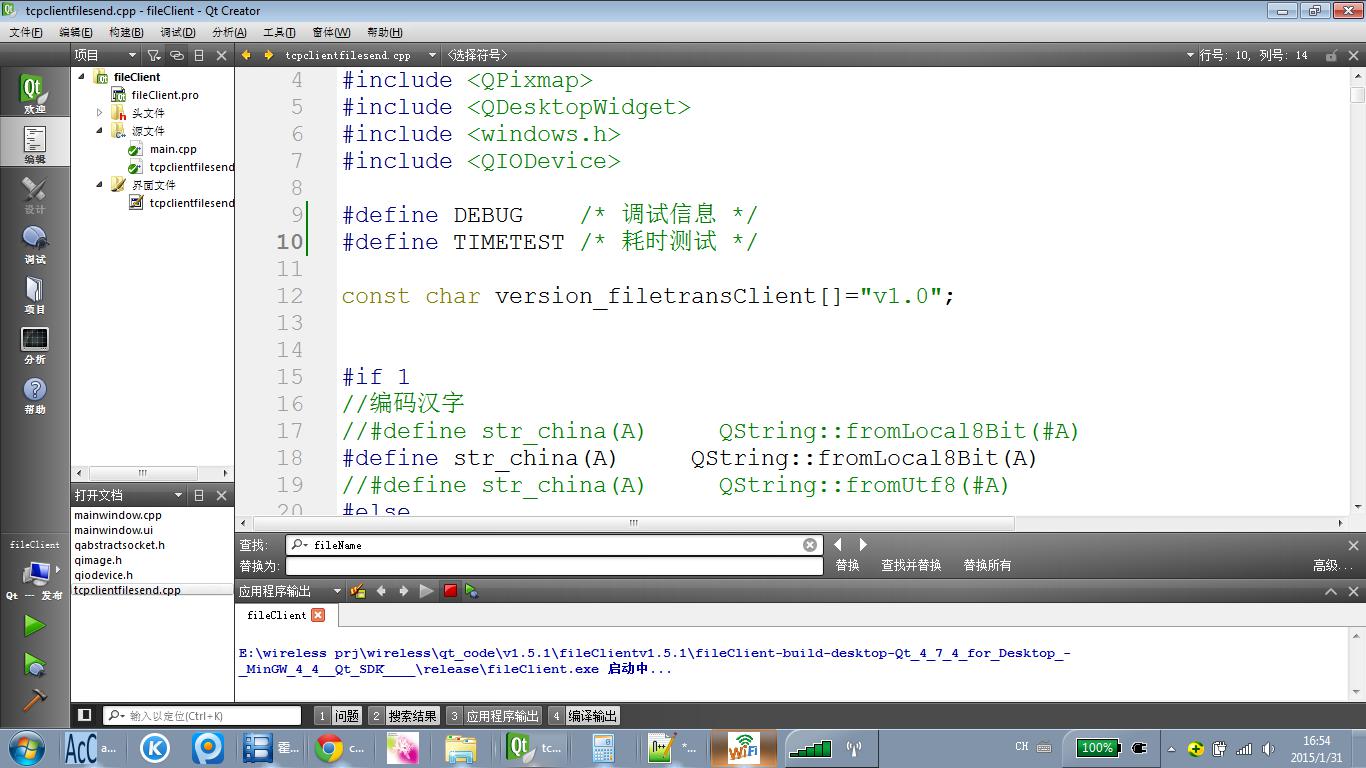 tcpclientfilesend.cpp - fileClient - Qt Creator
文件(F) 编辑(E) 构建(B) 调试(D) 分析(A) 工具(T) 窗体(W) 帮助(H)
项目
tcpclientfilesend.cpp <选择符号> 行号: 10, 列号: 14
fileClient
fileClient.pro
头文件
源文件
main.cpp
tcpclientfilesend
界面文件
tcpclientfilesend
欢迎
编辑
设计
调试
项目
分析
帮助
4 #include <QPixmap>
5 #include <QDesktopWidget>
6 #include <windows.h>
7 #include <QIODevice>
8
9 #define DEBUG /* 调试信息 */
10 #define TIMETEST /* 耗时测试 */
11
12 const char version_filetransClient[]="v1.0";
13
14
15 #if 1
16 //编码汉字
17 //#define str_china(A) QString::fromLocal8Bit(#A)
18 #define str_china(A) QString::fromLocal8Bit(A)
19 //#define str_china(A) QString::fromUtf8(#A)
20 #else
打开文档
mainwindow.cpp
mainwindow.ui
qabstractsocket.h
qimage.h
qiodevice.h
tcpclientfilesend.cpp
fileClient
Qt --- 发布
查找: fileName
替换为: 替换 查找并替换 替换所有 高级...
应用程序输出
fileClient
E:\wireless prj\wireless\qt_code\v1.5.1\fileClientv1.5.1\fileClient-build-desktop-Qt_4_7_4_for_Desktop_-
_MinGW_4_4__Qt_SDK____\release\fileClient.exe 启动中...
输入以定位(Ctrl+K) 1 问题 2 搜索结果 3 应用程序输出 4 编译输出
AcC a... K 霍... c... Qt tc... n++ *... WiFi CH 100% 16:54
2015/1/31